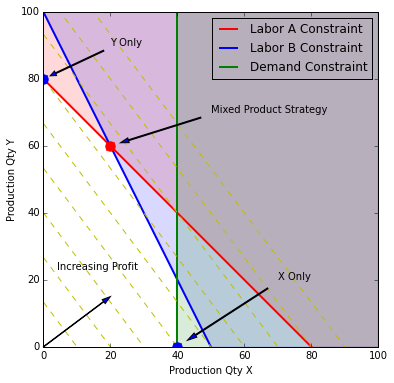 Labor A Constraint
Labor B Constraint
Demand Constraint
Y Only
Mixed Product Strategy
Increasing Profit
X Only
Production Qty Y
100
80
60
40
20
0
0 20 40 60 80 100
Production Qty X